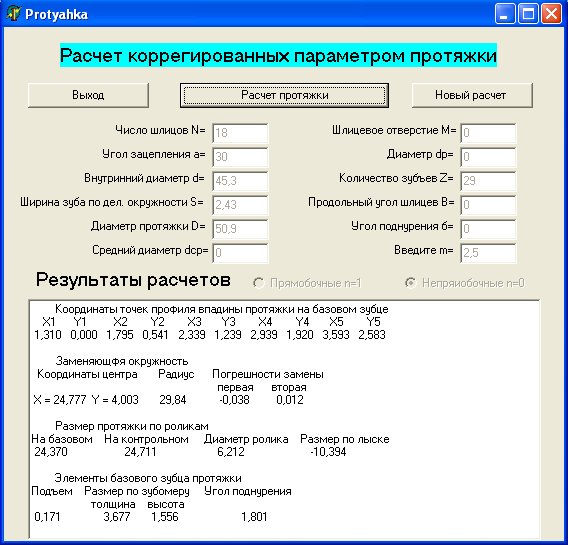 Protyahka
Расчет коррегированных параметром протяжки
Выход Расчет протяжки Новый расчет
Число шлицов N= 18 Шлицевое отверстие M= 0
Угол зацепления a= 30 Диаметр dp= 0
Внутринний диаметр d= 45,3 Количество зубъев Z= 29
Ширина зуба по дел. окружности S= 2,43 Продольный угол шлицев B= 0
Диаметр протяжки D= 50,9 Угол поднурения б= 0
Средний диаметр dcp= 0 Введите m= 2,5
Результаты расчетов Прямобочные n=1 Непряиобочные n=0
Координаты точек профиля впадины протяжки на базовом зубце
X1 Y1 X2 Y2 X3 Y3 X4 Y4 X5 Y5
1,310 0,000 1,795 0,541 2,339 1,239 2,939 1,920 3,593 2,583
Заменяющфя окружность
Координаты центра Радиус Погрешности замены
первая вторая
X = 24,777 Y = 4,003 29,84 -0,038 0,012
Размер протяжки по роликам
На базовом На контрольном Диаметр ролика Размер по лыске
24,370 24,711 6,212 -10,394
Элементы базового зубца протяжки
Подъем Размер по зубомеру Угол поднурения
толщина высота
0,171 3,677 1,556 1,801